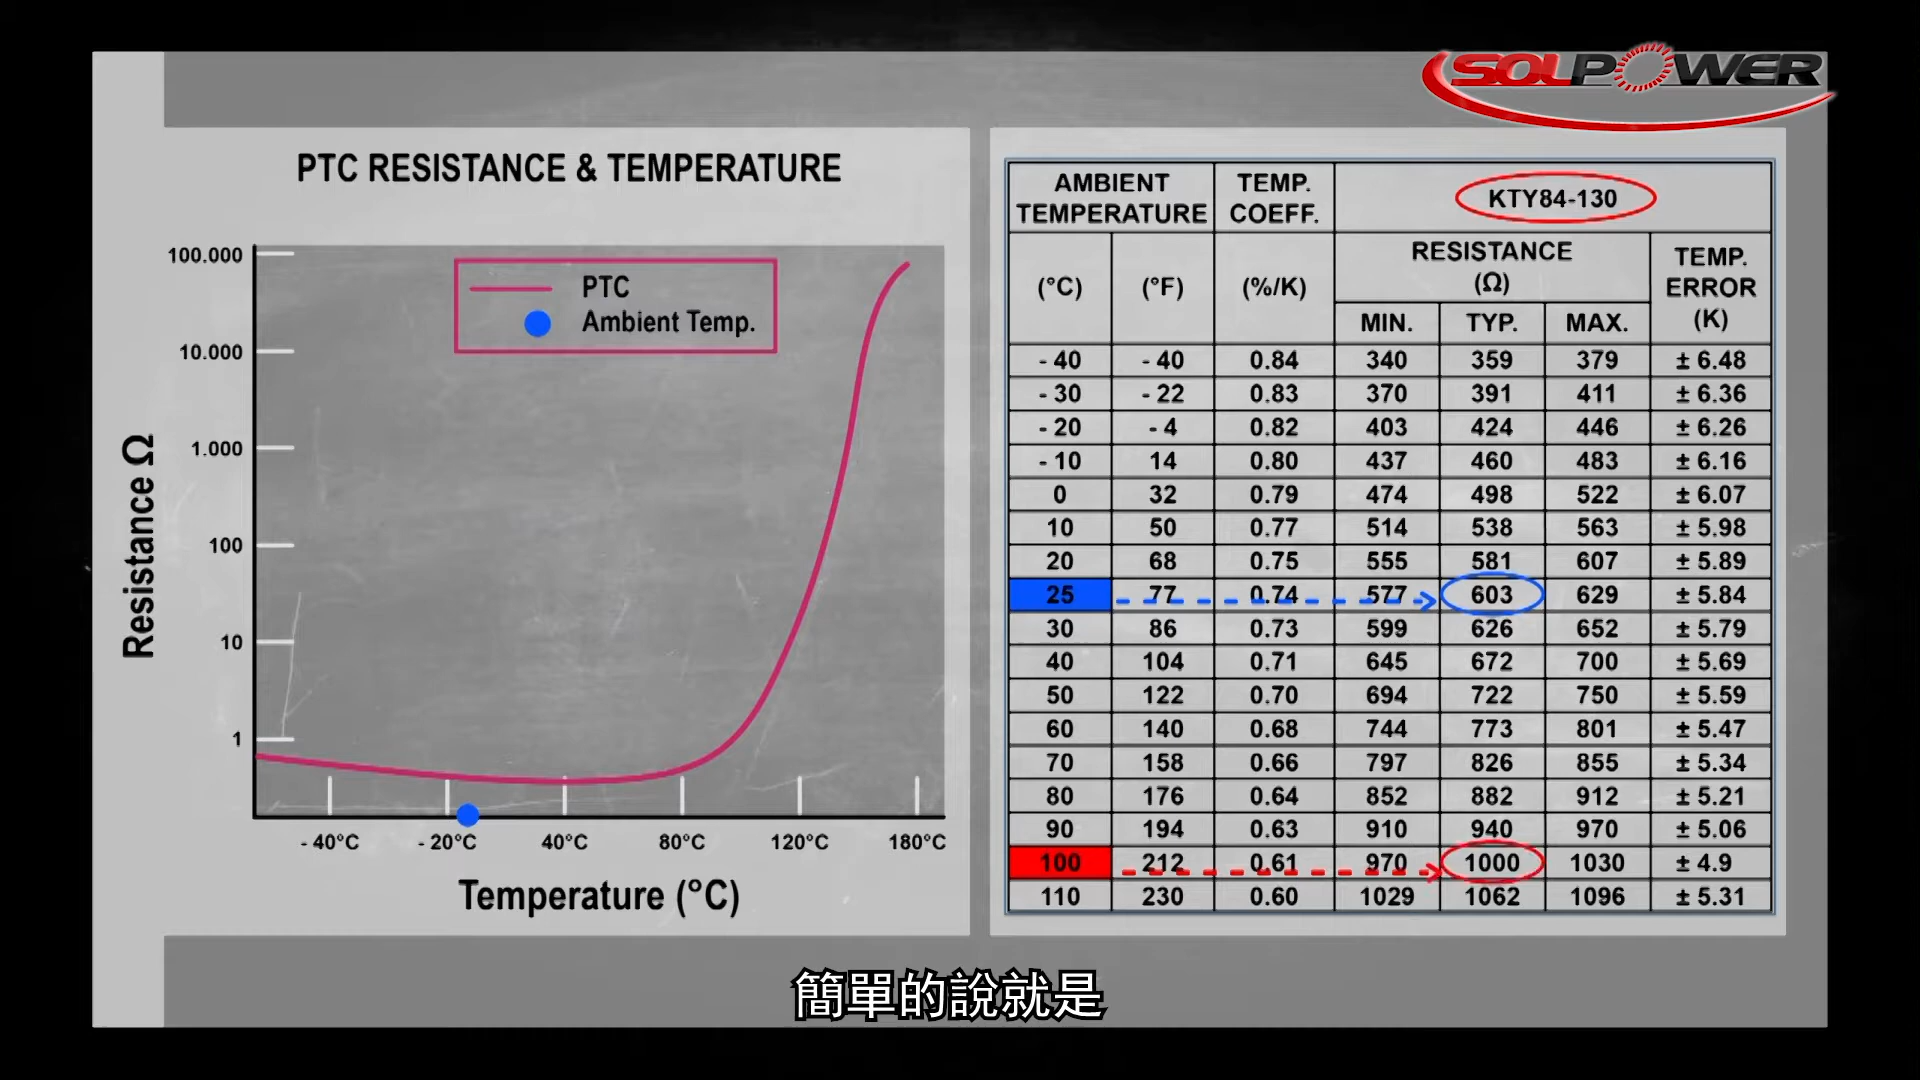 SOLPOWER
PTC RESISTANCE & TEMPERATURE
100.000
10.000
1.000
100
10
1
PTC
Ambient Temp.
Resistance Ω
- 40°C - 20°C 40°C 80°C 120°C 180°C
Temperature (°C)
AMBIENT TEMPERATURE TEMP. COEFF. KTY84-130
RESISTANCE (Ω) TEMP. ERROR (K)
(°C) (°F) (%/K)
MIN. TYP. MAX.
- 40 - 40 0.84 340 359 379 ± 6.48
- 30 - 22 0.83 370 391 411 ± 6.36
- 20 - 4 0.82 403 424 446 ± 6.26
- 10 14 0.80 437 460 483 ± 6.16
0 32 0.79 474 498 522 ± 6.07
10 50 0.77 514 538 563 ± 5.98
20 68 0.75 555 581 607 ± 5.89
25 77 0.74 577 603 629 ± 5.84
30 86 0.73 599 626 652 ± 5.79
40 104 0.71 645 672 700 ± 5.69
50 122 0.70 694 722 750 ± 5.59
60 140 0.68 744 773 801 ± 5.47
70 158 0.66 797 826 855 ± 5.34
80 176 0.64 852 882 912 ± 5.21
90 194 0.63 910 940 970 ± 5.06
100 212 0.61 970 1000 1030 ± 4.9
110 230 0.60 1029 1062 1096 ± 5.31
簡單的說就是